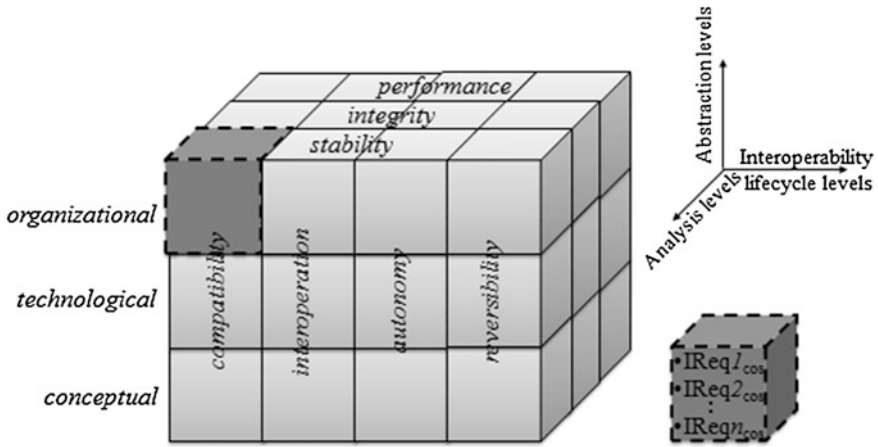 performance
integrity
stability
organizational
technological
conceptual
compatibility
interoperation
autonomy
reversibility
Abstraction levels
Interoperability
lifecycle levels
Analysis levels
•IReq1cos
•IReq2cos
⋮
•IReqncos